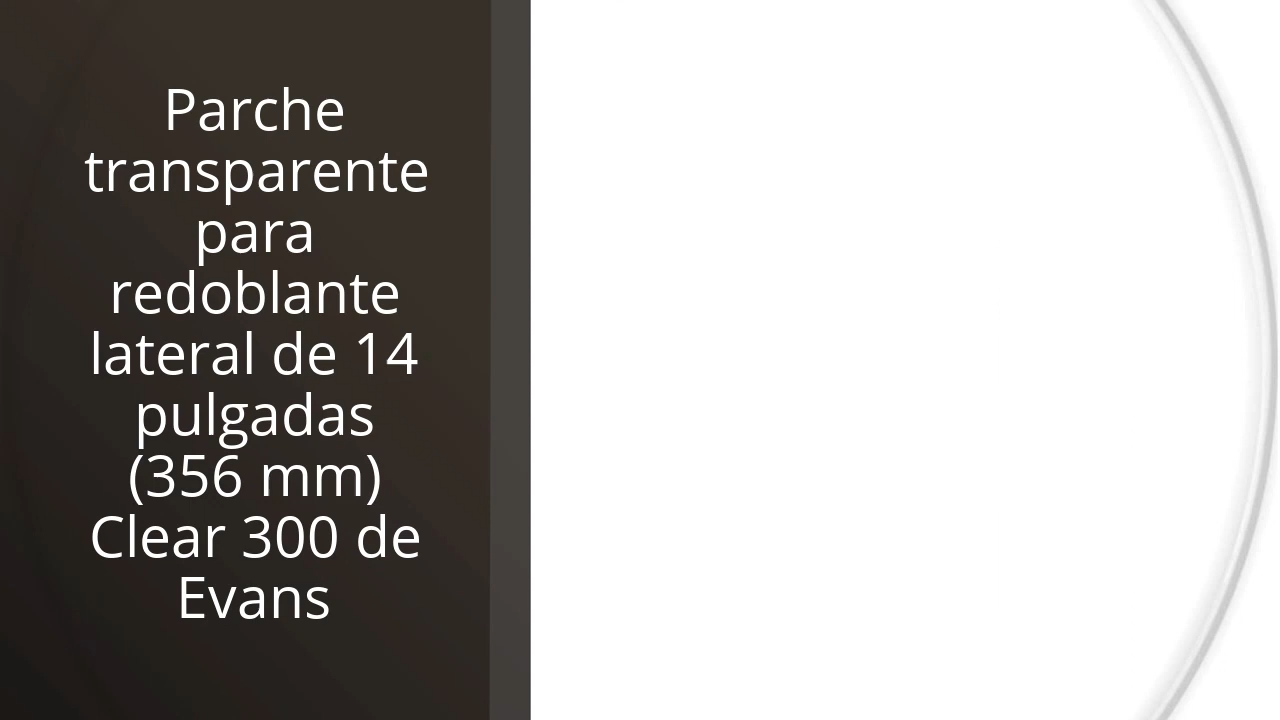 Parche
transparente
para
redoblante
lateral de 14
pulgadas
(356 mm)
Clear 300 de
Evans